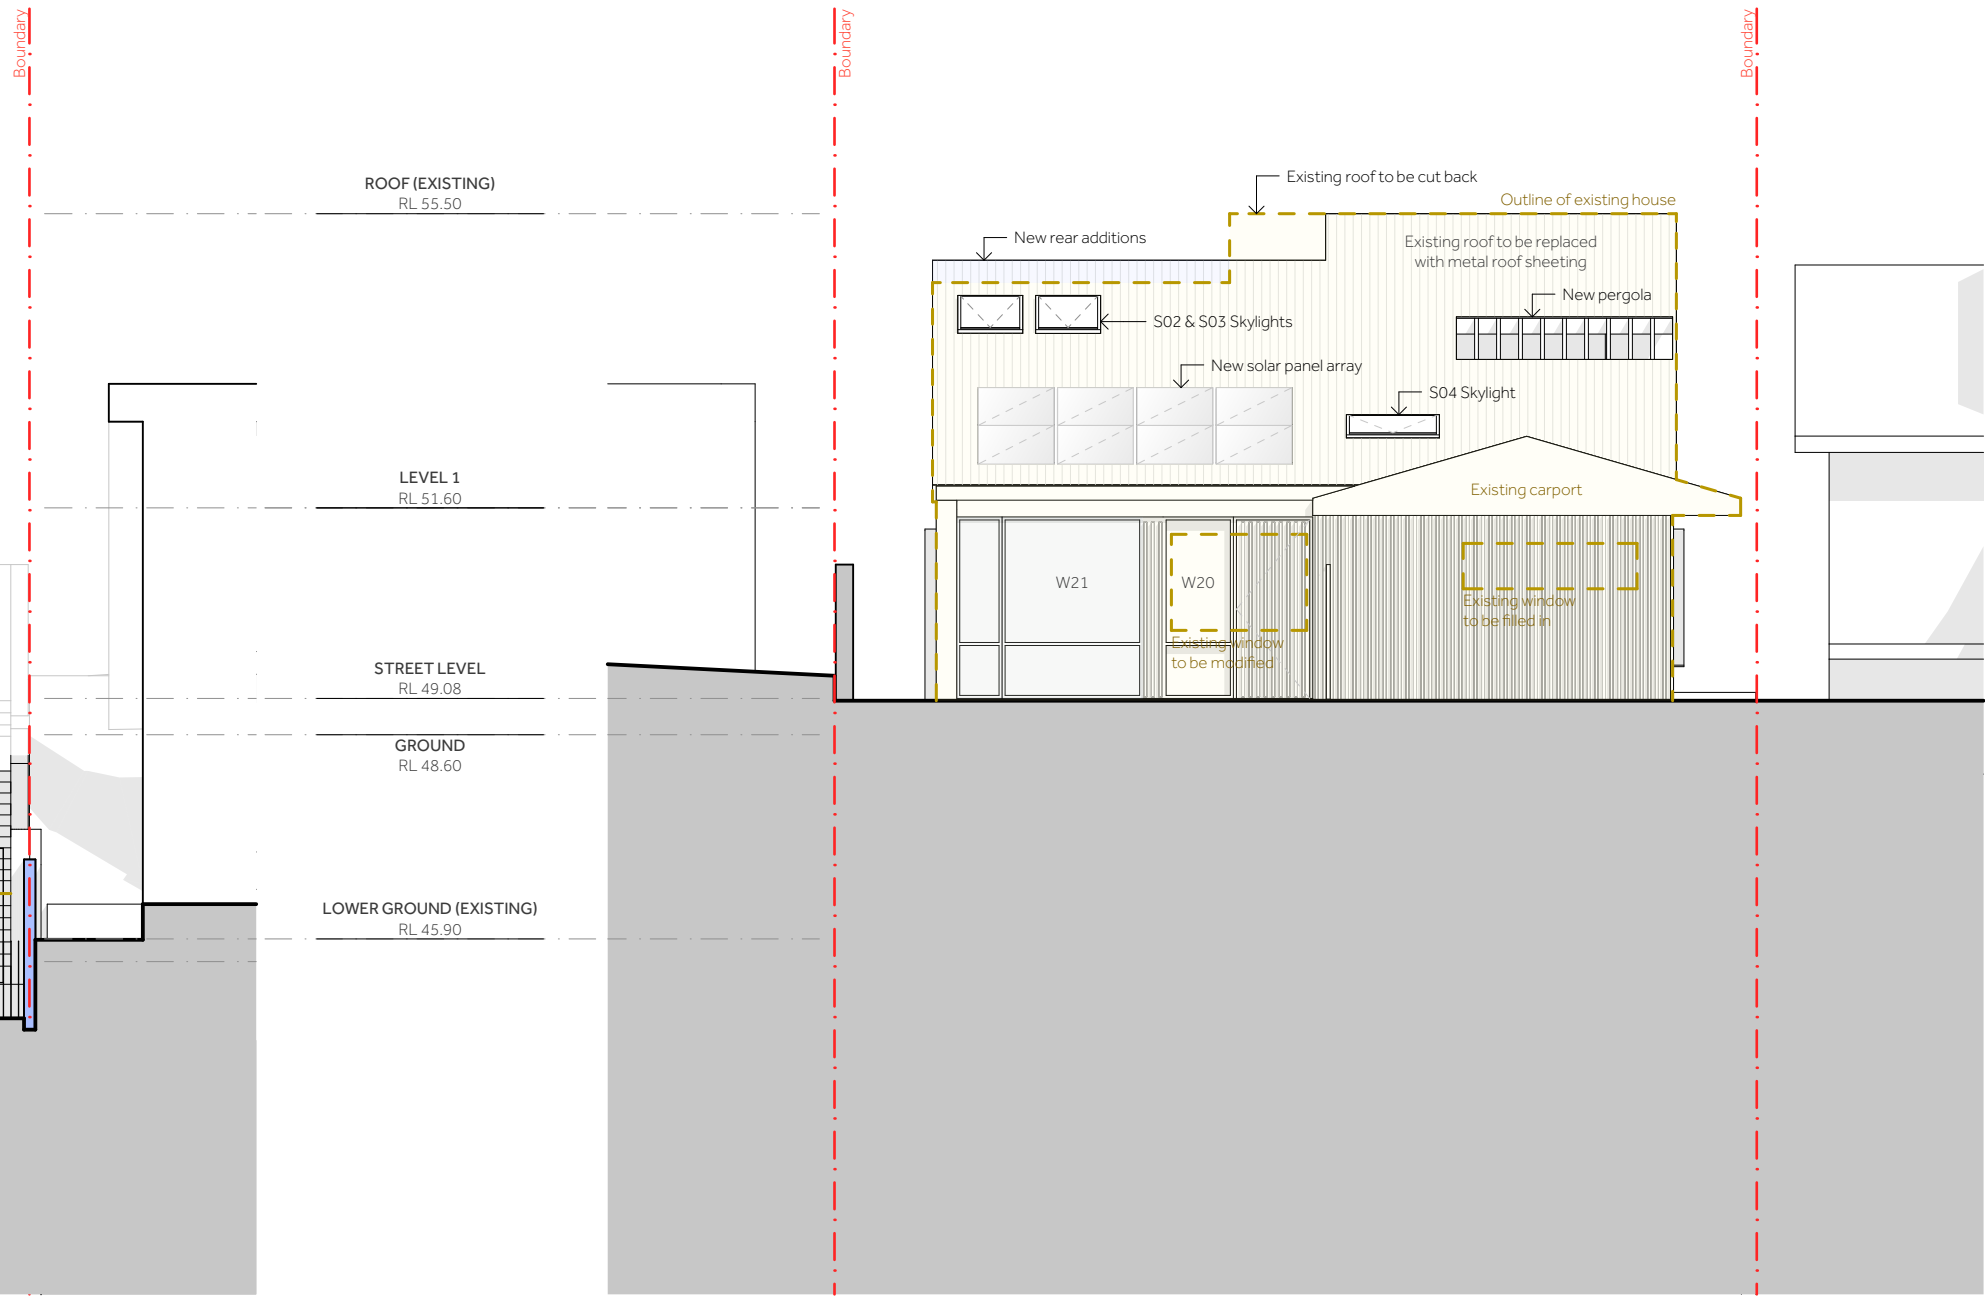 Boundary
Boundary
Boundary
ROOF (EXISTING)
RL 55.50
LEVEL 1
RL 51.60
STREET LEVEL
RL 49.08
GROUND
RL 48.60
LOWER GROUND (EXISTING)
RL 45.90
Existing roof to be cut back
Outline of existing house
New rear additions
Existing roof to be replaced
with metal roof sheeting
New pergola
S02 & S03 Skylights
New solar panel array
S04 Skylight
Existing carport
W21
W20
Existing window
to be modified
Existing window
to be filled in